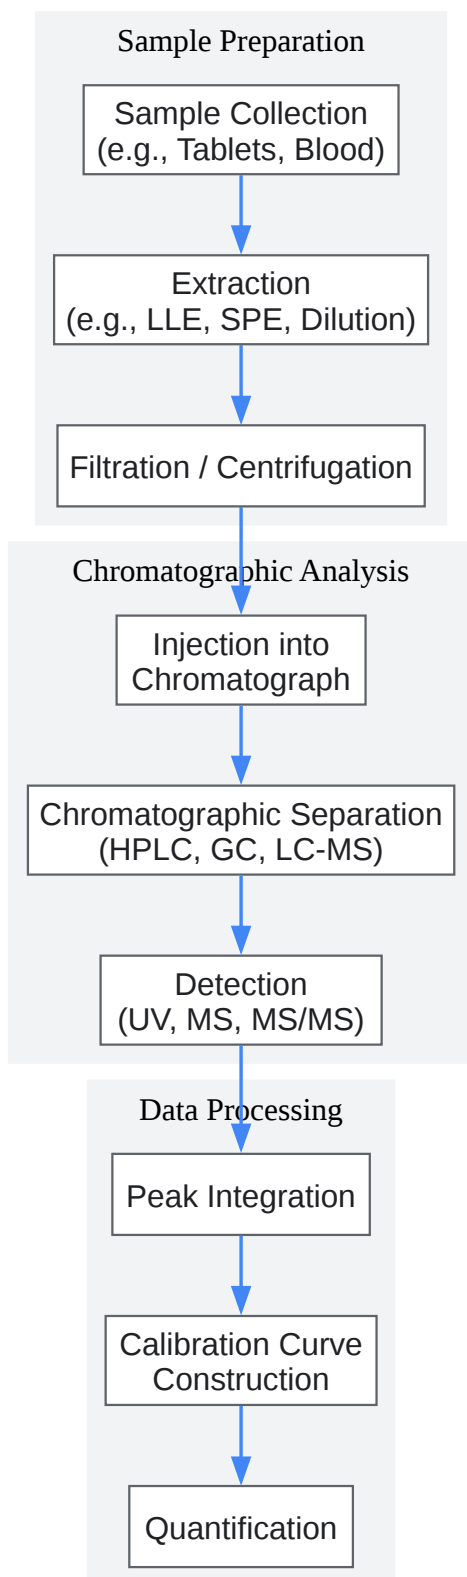 Sample Preparation
Sample Collection
(e.g., Tablets, Blood)
Extraction
(e.g., LLE, SPE, Dilution)
Filtration / Centrifugation
Chromatographic Analysis
Injection into
Chromatograph
Chromatographic Separation
(HPLC, GC, LC-MS)
Detection
(UV, MS, MS/MS)
Data Processing
Peak Integration
Calibration Curve
Construction
Quantification